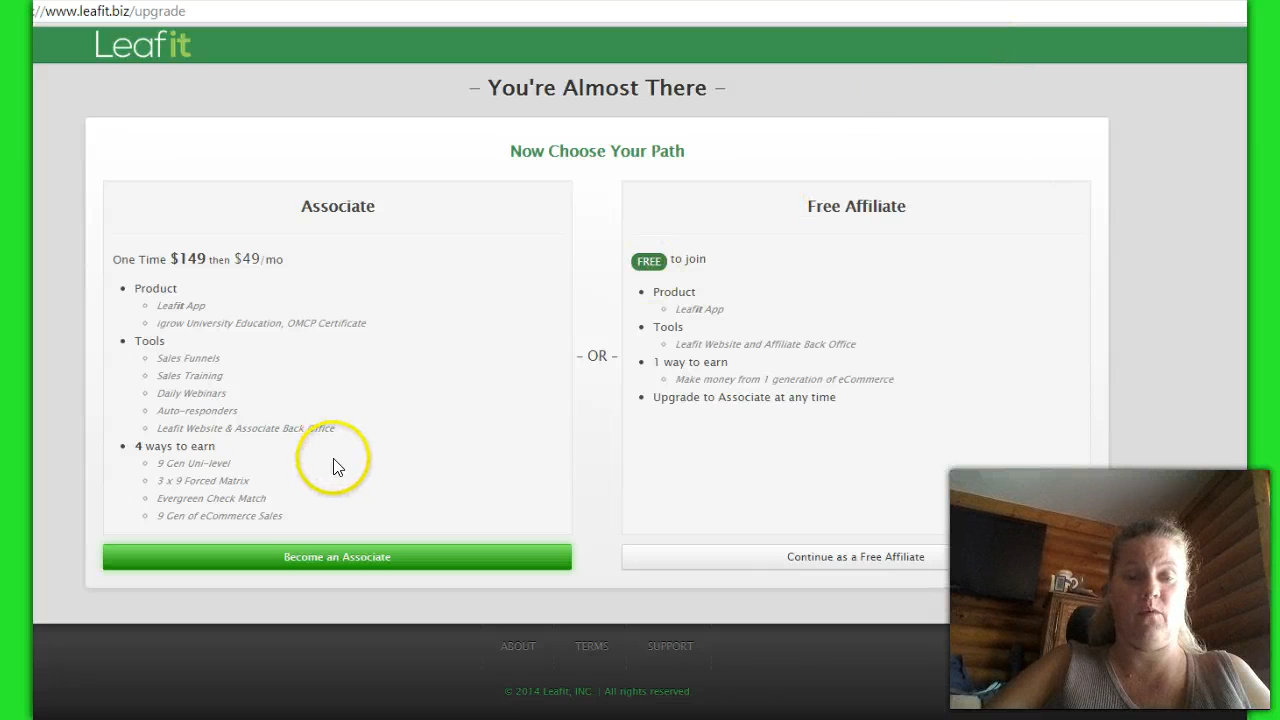 ://www.leafit.biz/upgrade
Leafit
– You're Almost There –
Now Choose Your Path
Associate
One Time $149 then $49/mo
• Product
Leafit App
igrow University Education, OMCP Certificate
• Tools
Sales Funnels
Sales Training
Daily Webinars
Auto-responders
Leafit Website & Associate Back Office
• 4 ways to earn
9 Gen Uni-level
3 x 9 Forced Matrix
Evergreen Check Match
9 Gen of eCommerce Sales
Become an Associate
– OR –
Free Affiliate
FREE to join
• Product
Leafit App
• Tools
Leafit Website and Affiliate Back Office
• 1 way to earn
Make money from 1 generation of eCommerce
• Upgrade to Associate at any time
Continue as a Free Affiliate
ABOUT TERMS SUPPORT
© 2014 Leafit, INC. | All rights reserved.